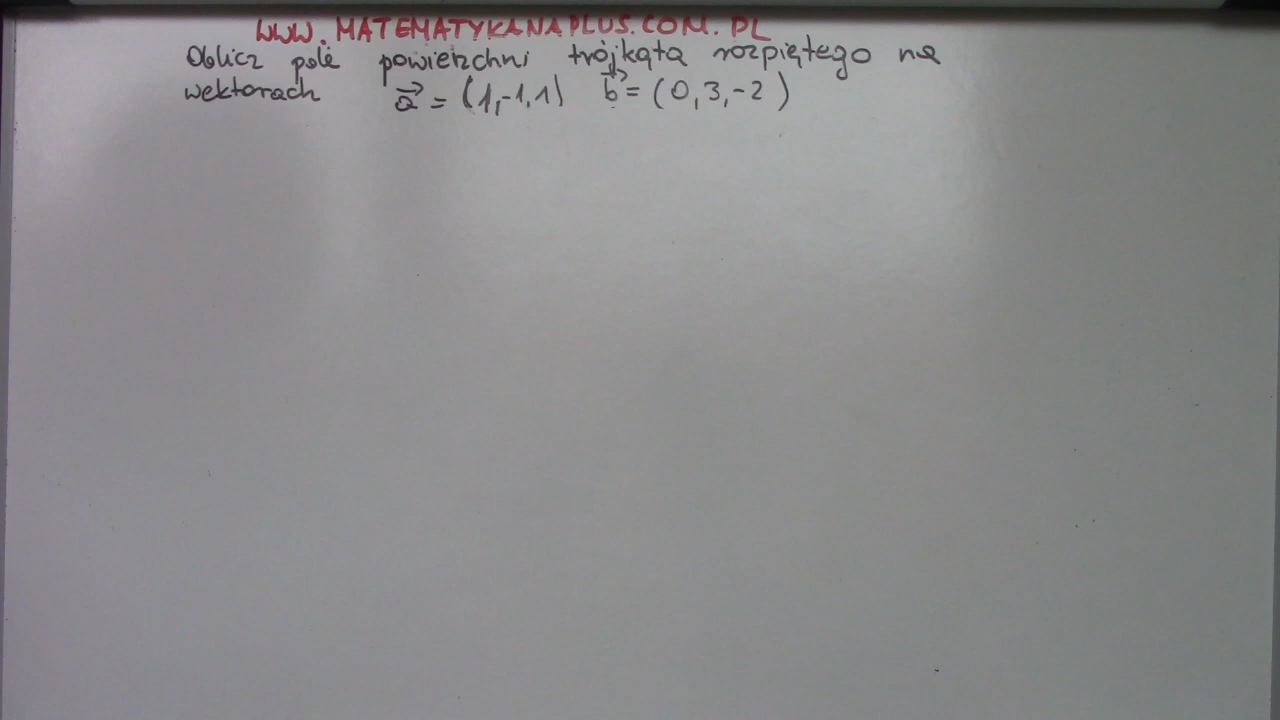 WWW.MATEMATYKANAPLUS.COM.PL
Oblicz pole powierzchni trójkąta rozpiętego na
wektorach a⃗ = (1,-1,1) b⃗ = (0,3,-2)